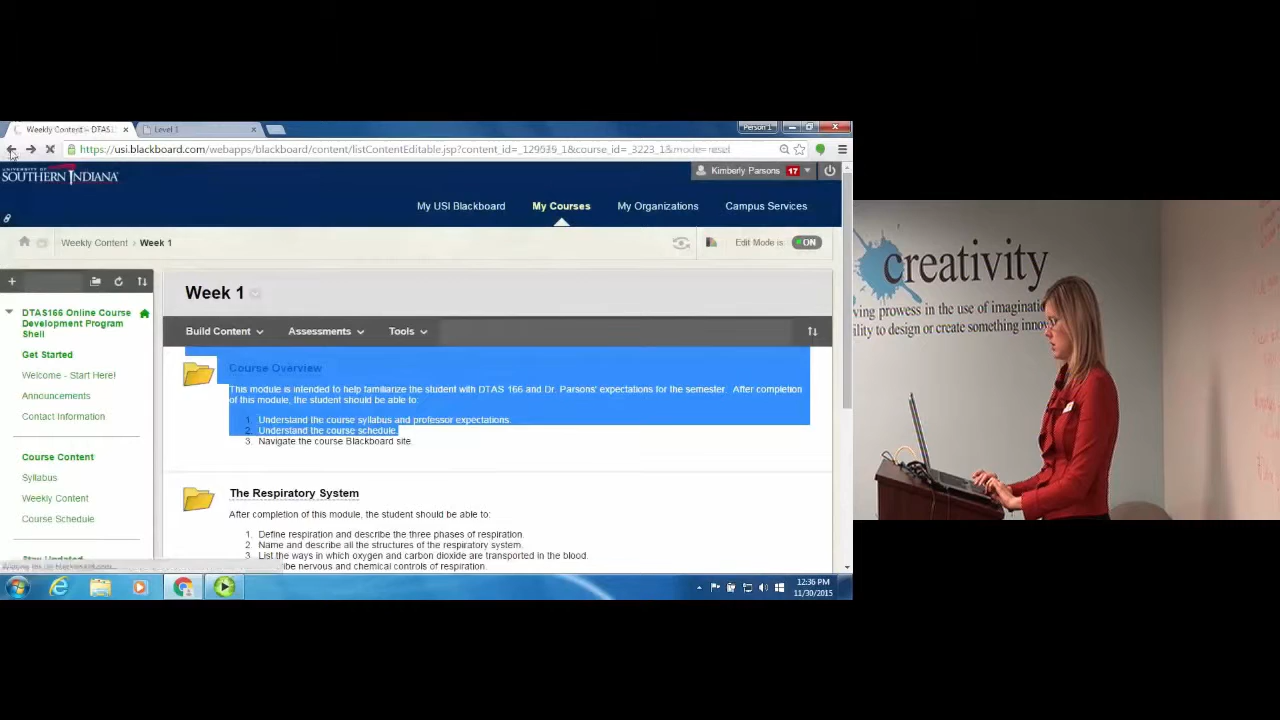 Weekly Content – DTAS1
Level 1
Person 1
https://usi.blackboard.com/webapps/blackboard/content/listContentEditable.jsp?content_id=_129539_1&course_id=_3223_1&mode=reset
SOUTHERN INDIANA
Kimberly Parsons 17
My USI Blackboard
My Courses
My Organizations
Campus Services
Weekly Content › Week 1
Edit Mode is: ON
DTAS166 Online Course
Development Program
Shell
Get Started
Welcome - Start Here!
Announcements
Contact Information
Course Content
Syllabus
Weekly Content
Course Schedule
Stay Updated
Week 1
Build Content
Assessments
Tools
Course Overview
This module is intended to help familiarize the student with DTAS 166 and Dr. Parsons' expectations for the semester. After completion
of this module, the student should be able to:
1. Understand the course syllabus and professor expectations.
2. Understand the course schedule.
3. Navigate the course Blackboard site.
The Respiratory System
After completion of this module, the student should be able to:
1. Define respiration and describe the three phases of respiration.
2. Name and describe all the structures of the respiratory system.
3. List the ways in which oxygen and carbon dioxide are transported in the blood.
nervous and chemical controls of respiration.
12:36 PM
11/30/2015
creativity
ving prowess in the use of imaginati
ility to design or create something inno